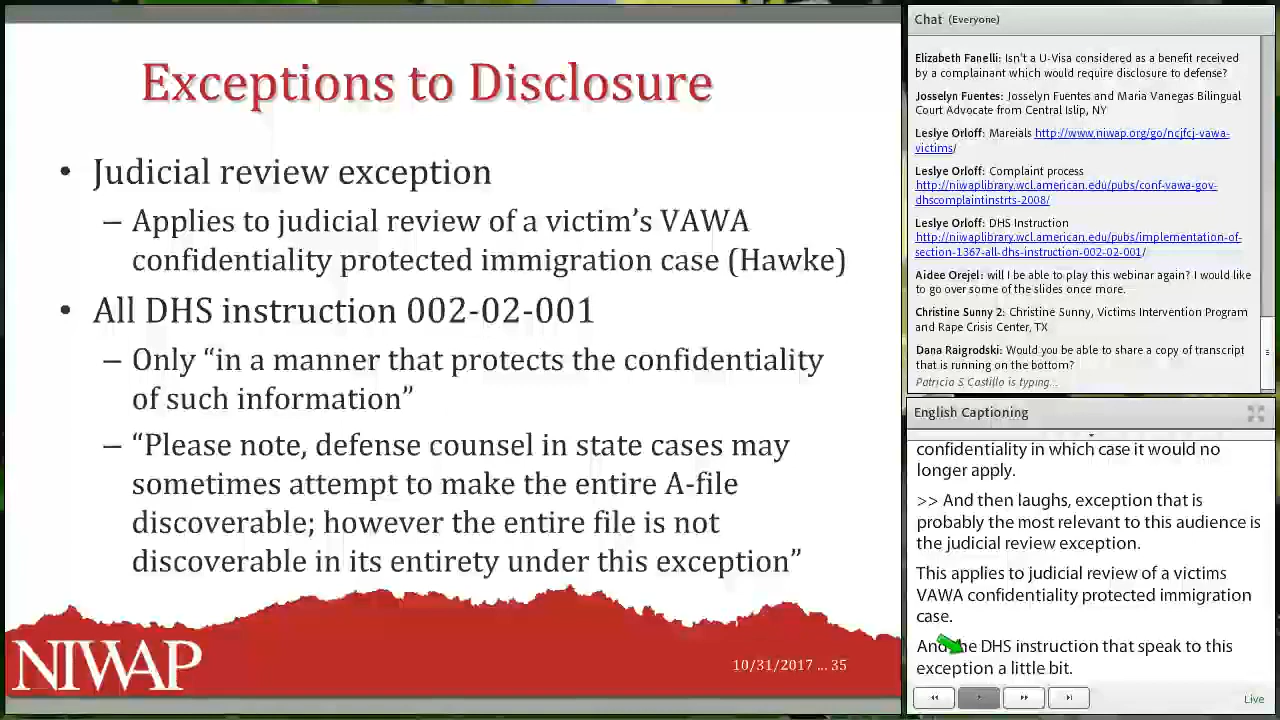 Exceptions to Disclosure
• Judicial review exception
– Applies to judicial review of a victim’s VAWA
confidentiality protected immigration case (Hawke)
• All DHS instruction 002-02-001
– Only “in a manner that protects the confidentiality
of such information”
– “Please note, defense counsel in state cases may
sometimes attempt to make the entire A-file
discoverable; however the entire file is not
discoverable in its entirety under this exception”
NIWAP
10/31/2017 ... 35
Chat (Everyone)
Elizabeth Fanelli: Isn't a U-Visa considered as a benefit received
by a complainant which would require disclosure to defense?
Josselyn Fuentes: Josselyn Fuentes and Maria Vanegas Bilingual
Court Advocate from Central Islip, NY
Leslye Orloff: Mareials http://www.niwap.org/go/ncjfcj-vawa-
victims/
Leslye Orloff: Complaint process
http://niwaplibrary.wcl.american.edu/pubs/conf-vawa-gov-
dhscomplaintinstrts-2008/
Leslye Orloff: DHS Instruction
http://niwaplibrary.wcl.american.edu/pubs/implementation-of-
section-1367-all-dhs-instruction-002-02-001/
Aidee Orejel: will I be able to play this webinar again? I would like
to go over some of the slides once more.
Christine Sunny 2: Christine Sunny, Victims Intervention Program
and Rape Crisis Center, TX
Dana Raigrodski: Would you be able to share a copy of transcript
that is running on the bottom?
Patricia S Castillo is typing...
English Captioning
confidentiality in which case it would no
longer apply.
>> And then laughs, exception that is
probably the most relevant to this audience is
the judicial review exception.
This applies to judicial review of a victims
VAWA confidentiality protected immigration
case.
And the DHS instruction that speak to this
exception a little bit.
Live